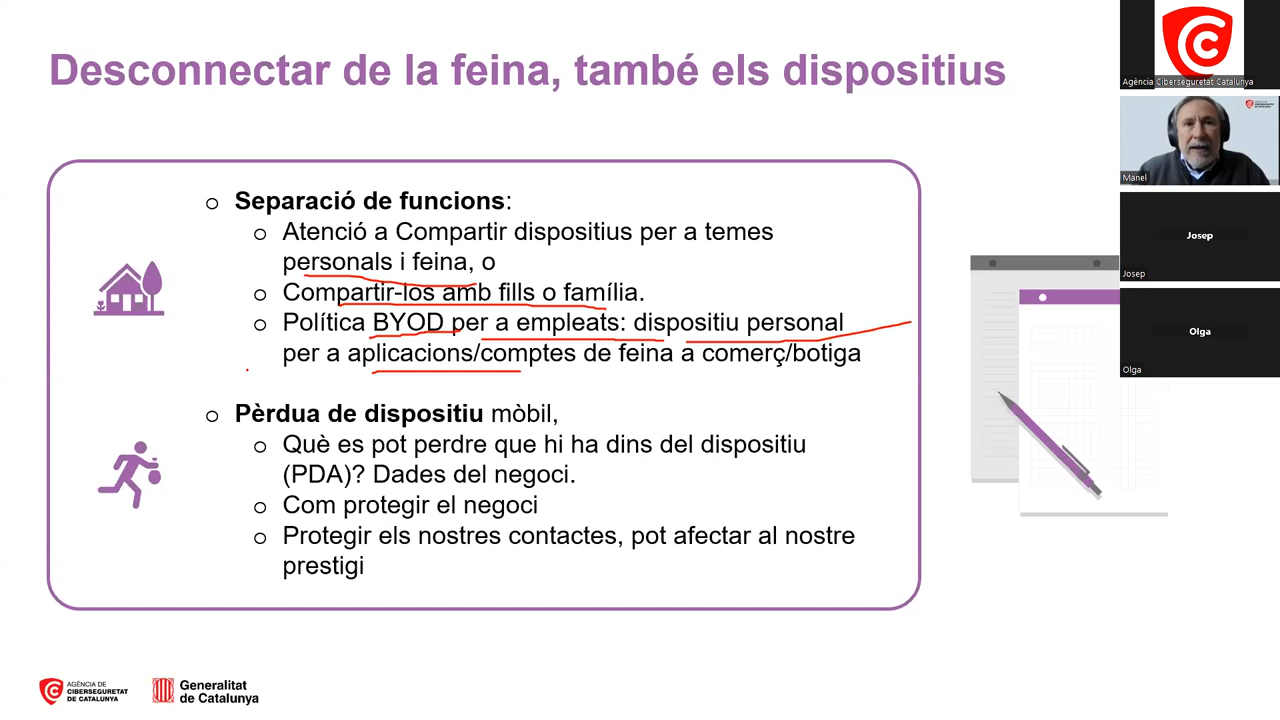 Desconnectar de la feina, també els dispositius
Separació de funcions:
Atenció a Compartir dispositius per a temes
personals i feina, o
Compartir-los amb fills o família.
Política BYOD per a empleats: dispositiu personal
per a aplicacions/comptes de feina a comerç/botiga
Pèrdua de dispositiu mòbil,
Què es pot perdre que hi ha dins del dispositiu
(PDA)? Dades del negoci.
Com protegir el negoci
Protegir els nostres contactes, pot afectar al nostre
prestigi
AGÈNCIA DE
CIBERSEGURETAT
DE CATALUNYA
Generalitat
de Catalunya
Agència Ciberseguretat Catalunya
Manel
Josep
Josep
Olga
Olga